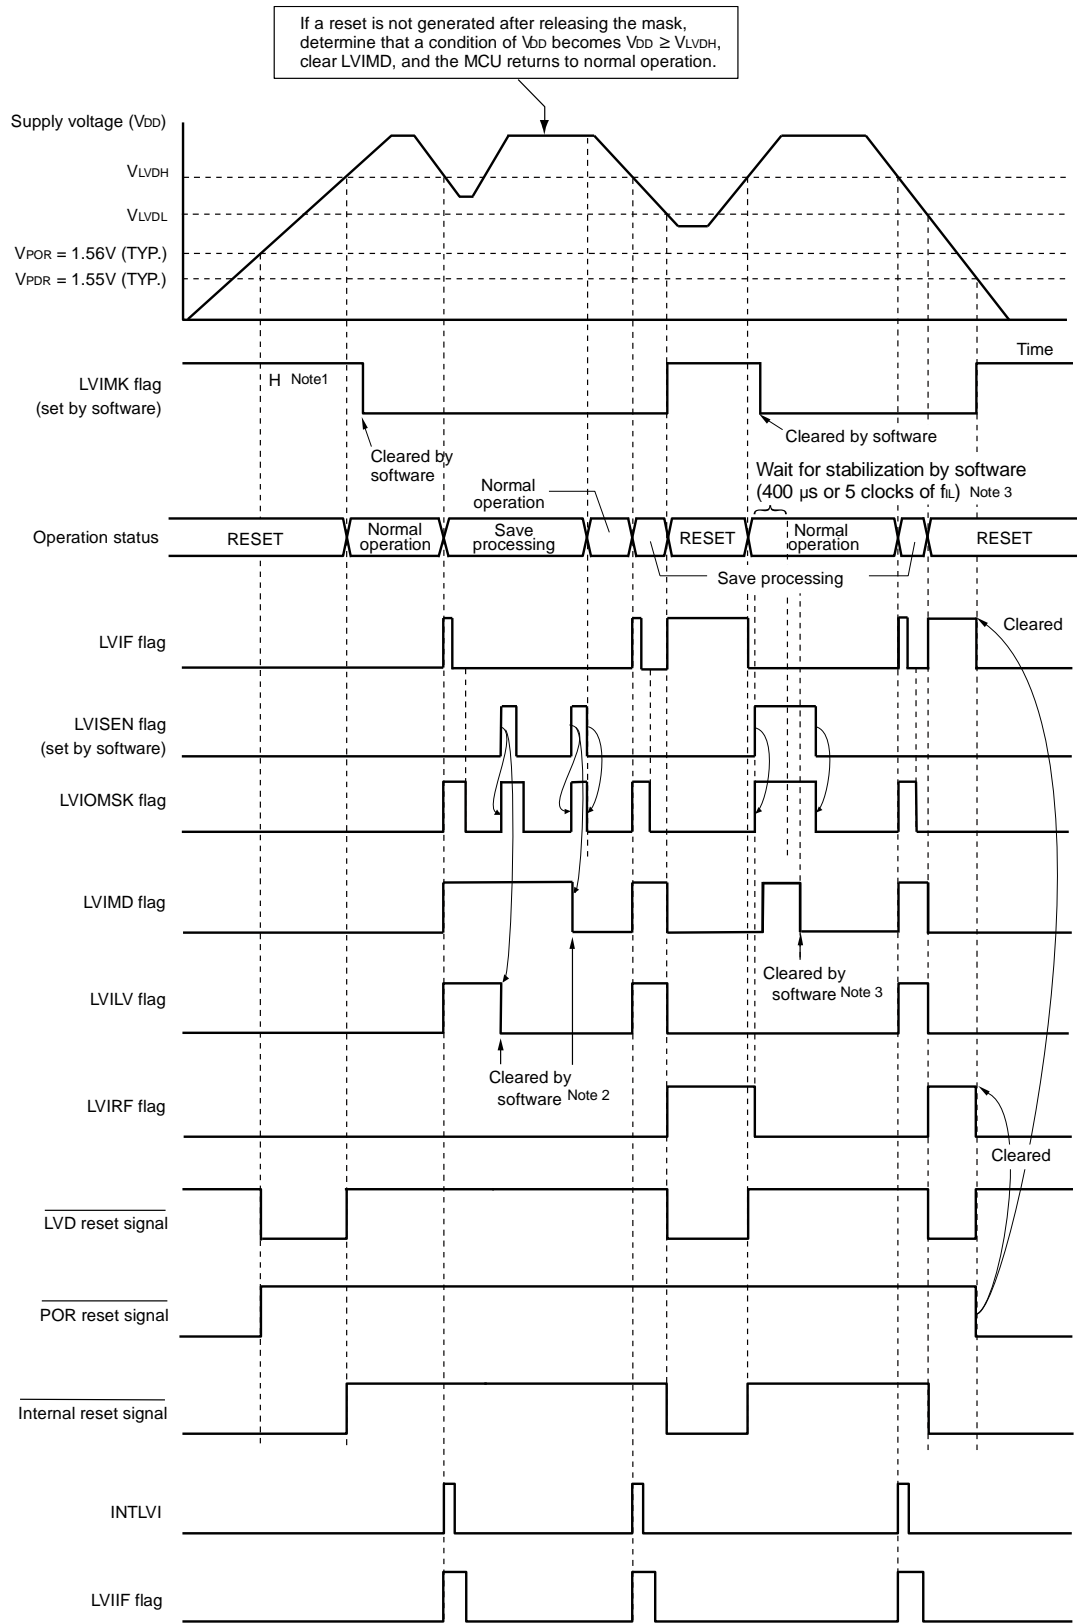 If a reset is not generated after releasing the mask,
determine that a condition of VDD becomes VDD ≥ VLVDH,
clear LVIMD, and the MCU returns to normal operation.
Supply voltage (VDD)
VLVDH
VLVDL
VPOR = 1.56V (TYP.)
VPDR = 1.55V (TYP.)
Time
LVIMK flag
(set by software)
H Note1
Cleared by
software
Cleared by software
Wait for stabilization by software
(400 µs or 5 clocks of fIL) Note 3
Normal
operation
Operation status
RESET
Normal
operation
Save
processing
RESET
Normal
operation
RESET
Save processing
LVIF flag
Cleared
LVISEN flag
(set by software)
LVIOMSK flag
LVIMD flag
Cleared by
software Note 3
LVILV flag
Cleared by
software Note 2
LVIRF flag
Cleared
LVD reset signal
POR reset signal
Internal reset signal
INTLVI
LVIIF flag